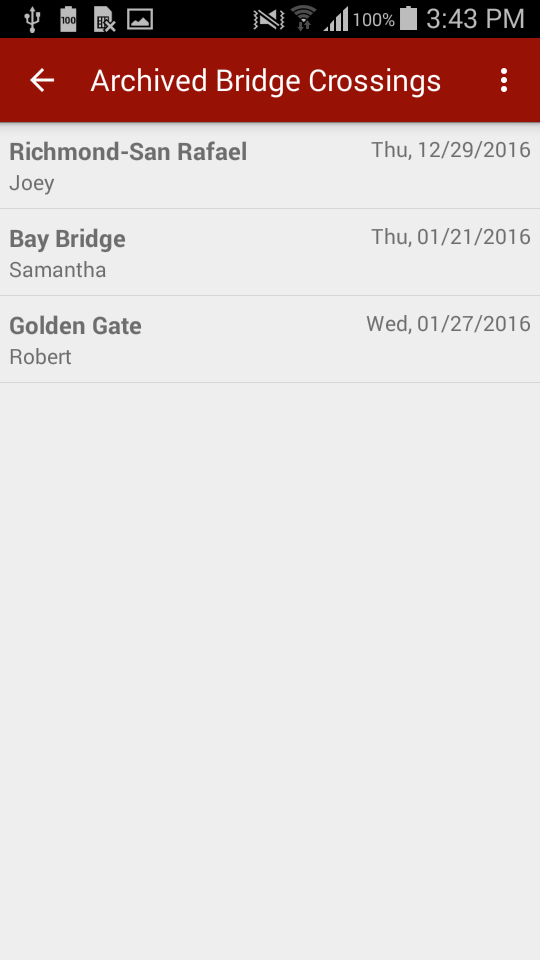 100 100% 3:43 PM
Archived Bridge Crossings
Richmond-San Rafael Thu, 12/29/2016
Joey
Bay Bridge Thu, 01/21/2016
Samantha
Golden Gate Wed, 01/27/2016
Robert